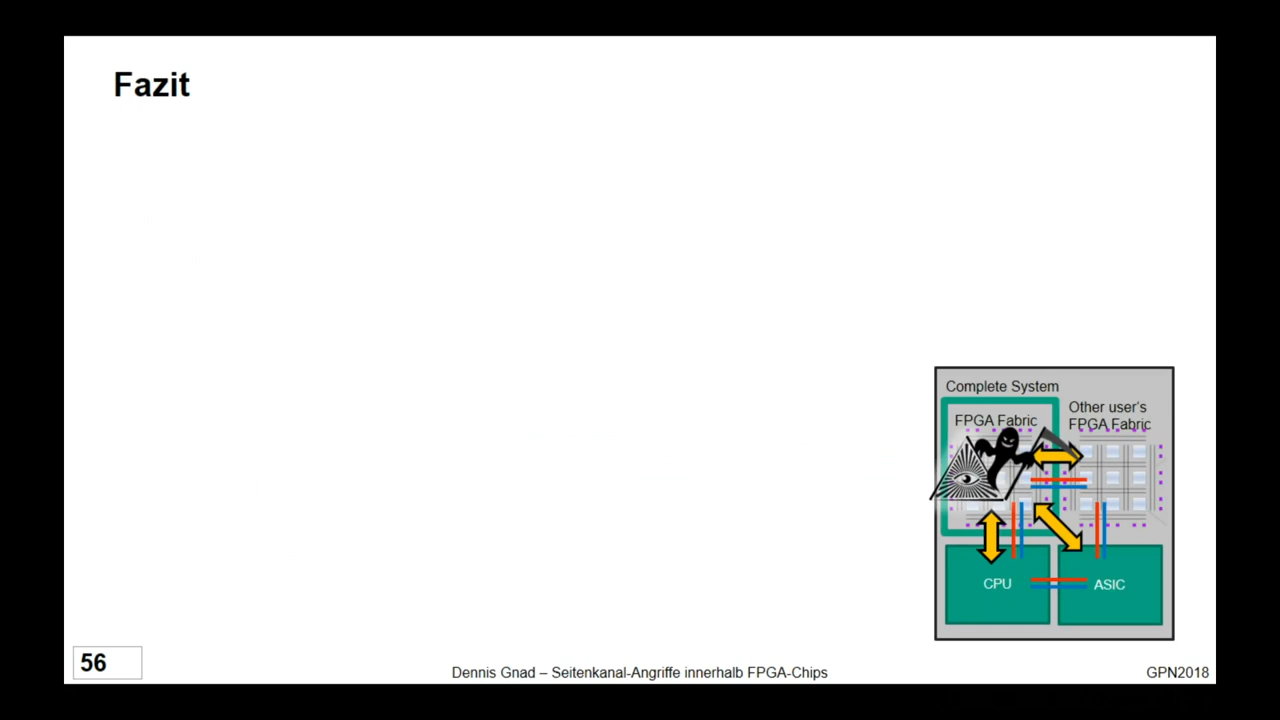 Fazit
Complete System
FPGA Fabric
Other user's
FPGA Fabric
CPU
ASIC
56
Dennis Gnad – Seitenkanal-Angriffe innerhalb FPGA-Chips
GPN2018